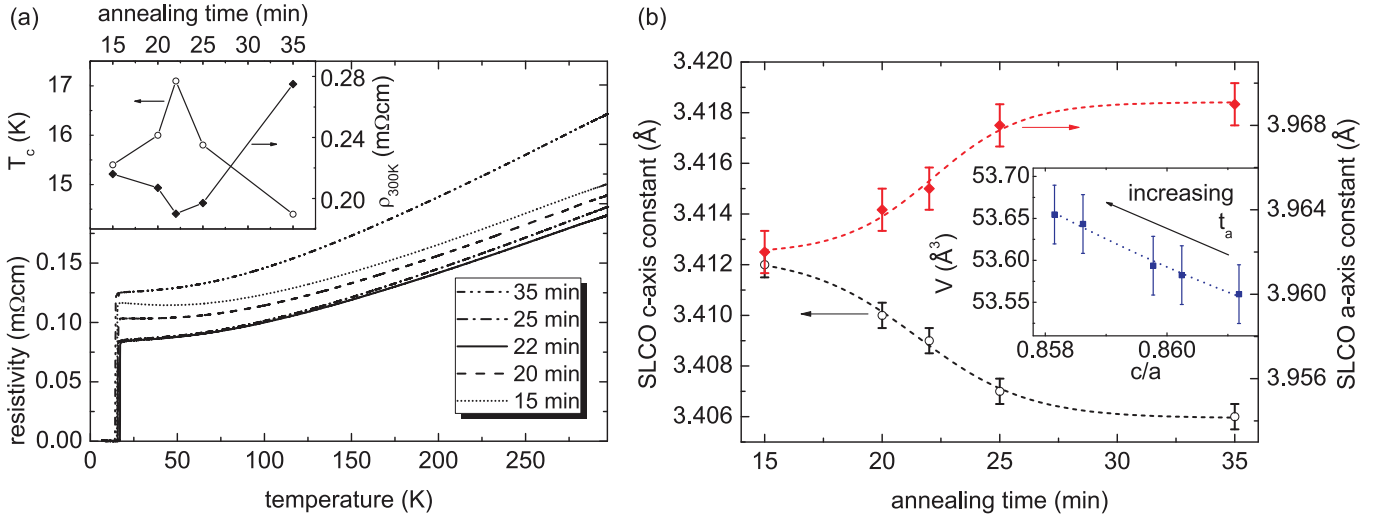 (a)
annealing time (min)
15 20 25 35
17
16
15
T_c (K)
0.28
0.24
0.20
ρ_300K (mΩcm)
0.15
0.10
0.05
0.00
resistivity (mΩcm)
35 min
25 min
22 min
20 min
15 min
0 50 100 150 200 250
temperature (K)
(b)
3.420
3.418
3.416
3.414
3.412
3.410
3.408
3.406
SLCO c-axis constant (Å)
3.968
3.964
3.960
3.956
SLCO a-axis constant (Å)
53.70
53.65
53.60
53.55
V (Å³)
increasing
t_a
0.858 0.860
c/a
15 20 25 30 35
annealing time (min)